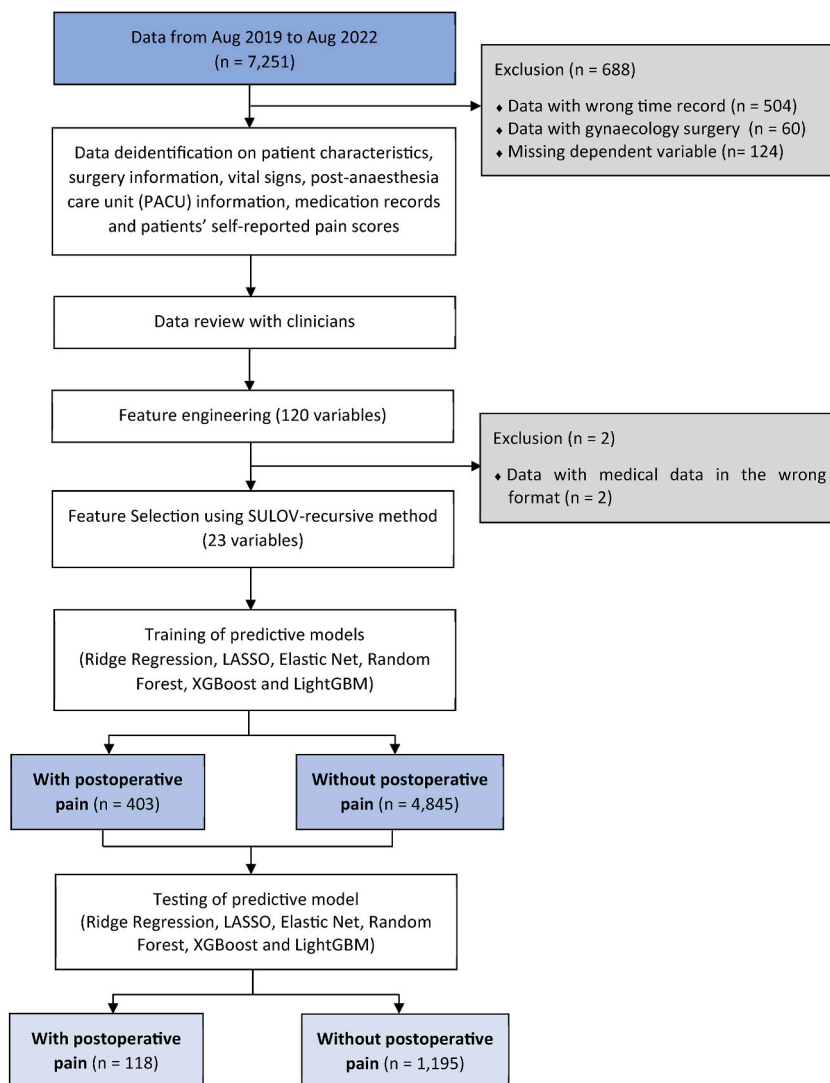 Data from Aug 2019 to Aug 2022
(n = 7,251)
Exclusion (n = 688)
♦ Data with wrong time record (n = 504)
♦ Data with gynaecology surgery (n = 60)
♦ Missing dependent variable (n= 124)
Data deidentification on patient characteristics,
surgery information, vital signs, post-anaesthesia
care unit (PACU) information, medication records
and patients’ self-reported pain scores
Data review with clinicians
Feature engineering (120 variables)
Exclusion (n = 2)
♦ Data with medical data in the wrong
format (n = 2)
Feature Selection using SULOV-recursive method
(23 variables)
Training of predictive models
(Ridge Regression, LASSO, Elastic Net, Random
Forest, XGBoost and LightGBM)
With postoperative
pain (n = 403)
Without postoperative
pain (n = 4,845)
Testing of predictive model
(Ridge Regression, LASSO, Elastic Net, Random
Forest, XGBoost and LightGBM)
With postoperative
pain (n = 118)
Without postoperative
pain (n = 1,195)